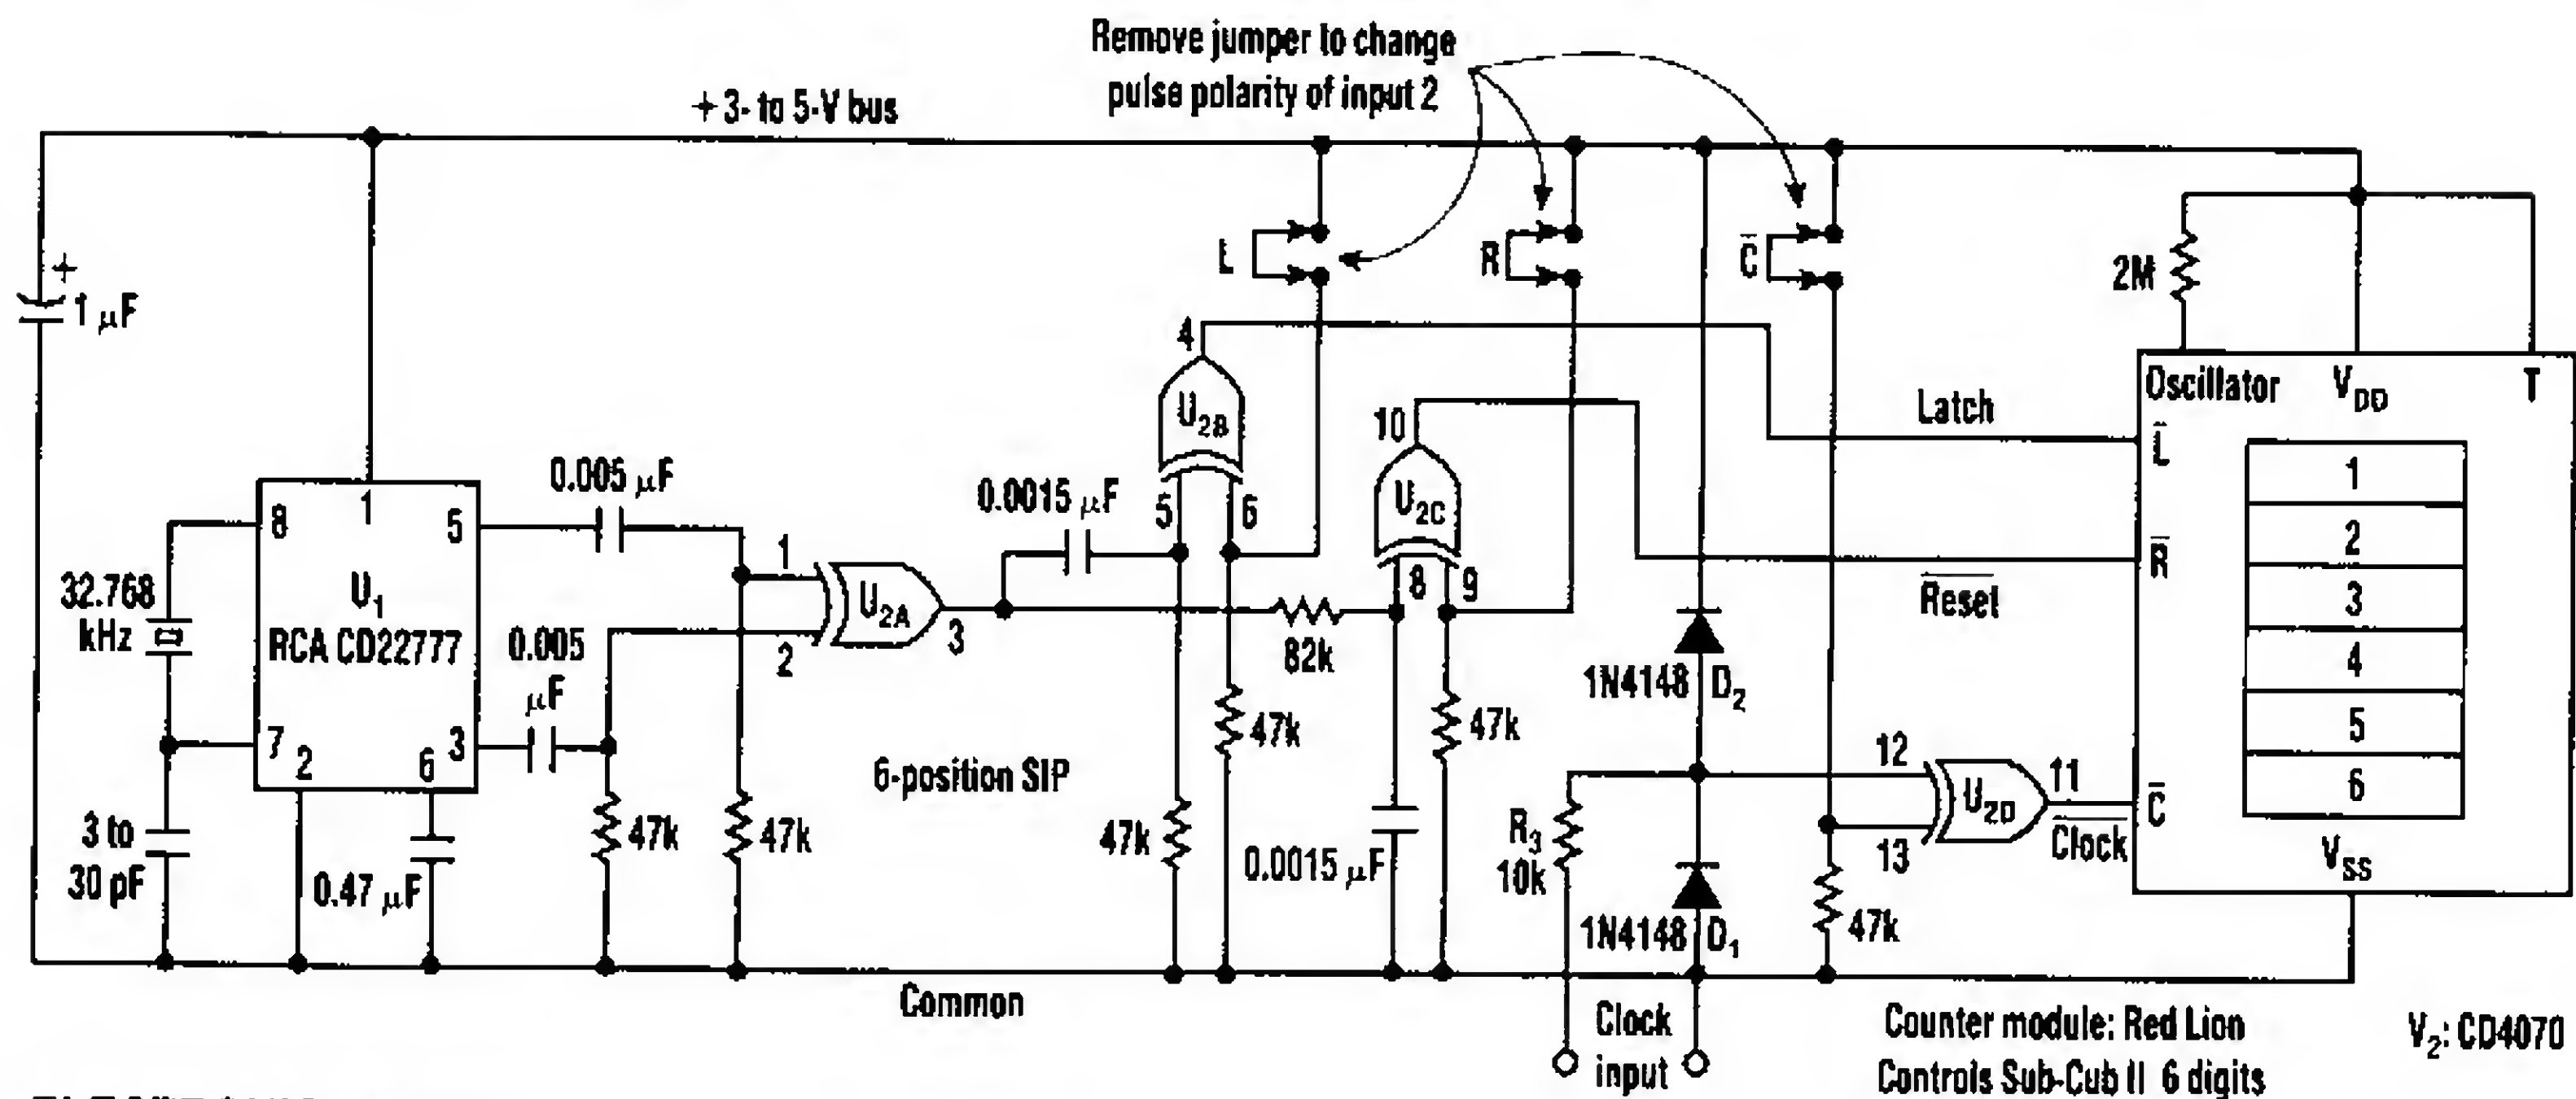 Remove jumper to change
pulse polarity of input 2
+ 3- to 5-V bus
+
1 µF
L
R
C̅
2M
4
Oscillator
V_DD
T
Latch
L̅
U_2B
10
1
0.005 µF
8
1
5
0.0015 µF
5
6
U_2C
2
1
R̅
32.768
kHz
U_1
RCA CD22777
0.005
µF
U_2A
8
9
Reset
3
2
3
82k
1N4148 D_2
4
7
2
6
3
6-position SIP
47k
47k
12
11
5
3 to
30 pF
47k
47k
47k
R_3
10k
U_2D
C̅
6
0.47 µF
0.0015 µF
13
Clock
V_SS
1N4148 D_1
47k
Common
Clock
input
Counter module: Red Lion
Controls Sub-Cub II 6 digits
V_2: CD4070